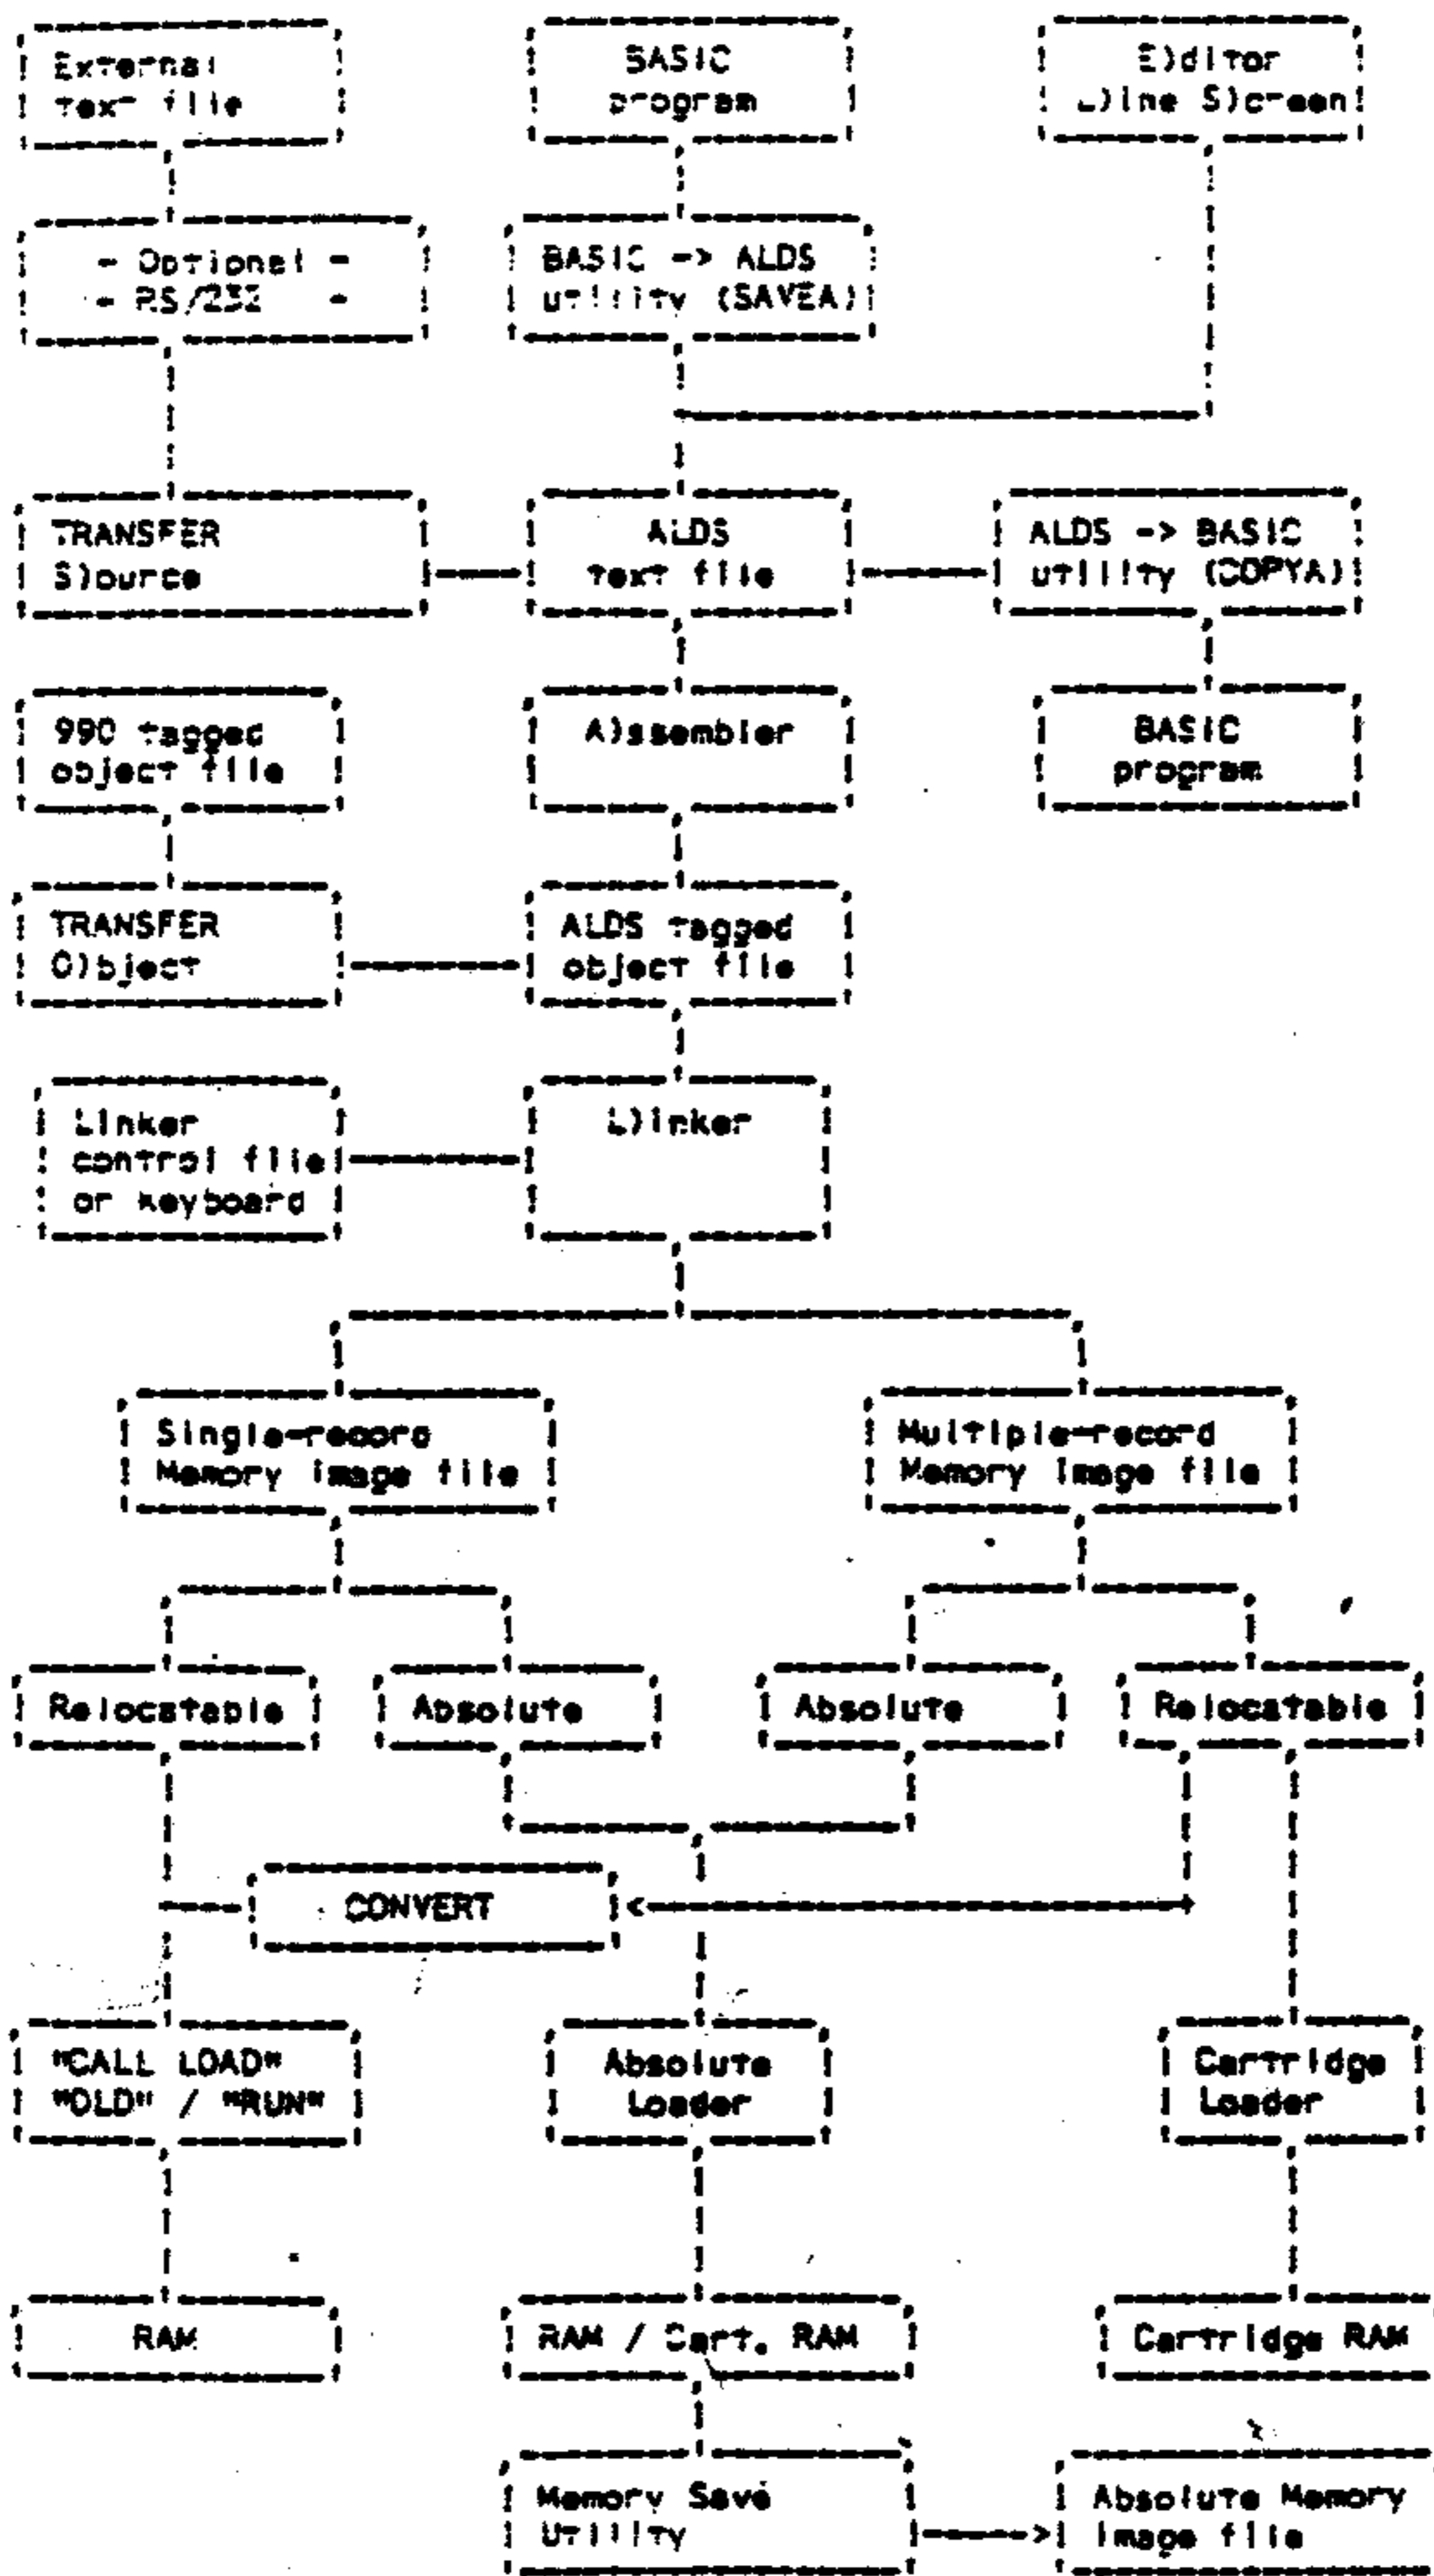 External
text file
BASIC
program
E)ditor
L)ine S)creen
- Optional -
- RS/232 -
BASIC -> ALDS
utility (SAVEA)
TRANSFER
S)ource
ALDS
text file
ALDS -> BASIC
utility (COPYA)
990 tagged
object file
A)ssembler
BASIC
program
TRANSFER
O)bject
ALDS tagged
object file
Linker
control file
or keyboard
L)inker
Single-record
Memory image file
Multiple-record
Memory image file
Relocatable
Absolute
Absolute
Relocatable
CONVERT
"CALL LOAD"
"OLD" / "RUN"
Absolute
Loader
Cartridge
Loader
RAM
RAM / Cart. RAM
Cartridge RAM
Memory Save
Utility
Absolute Memory
image file